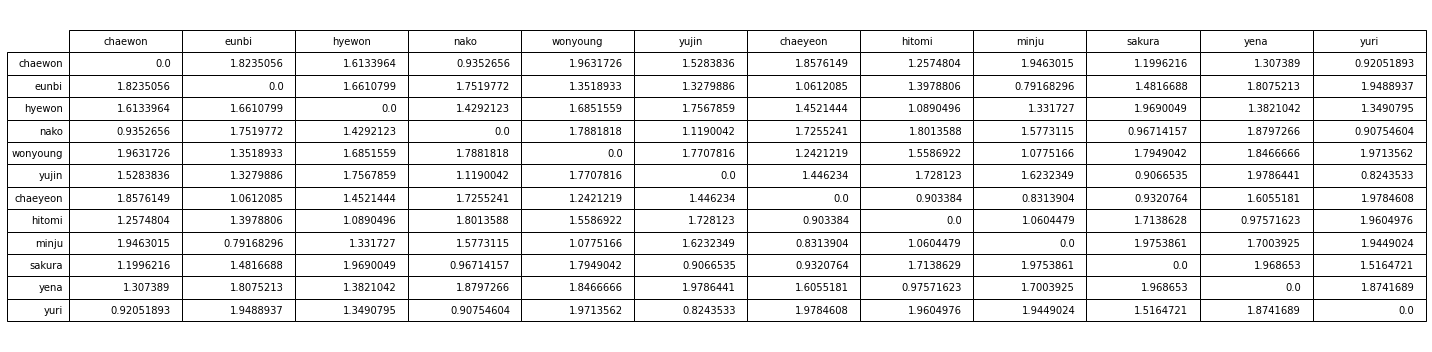 chaewon eunbi hyewon nako wonyoung yujin chaeyeon hitomi minju sakura yena yuri
chaewon 0.0 1.8235056 1.6133964 0.9352656 1.9631726 1.5283836 1.8576149 1.2574804 1.9463015 1.1996216 1.307389 0.92051893
eunbi 1.8235056 0.0 1.6610799 1.7519772 1.3518933 1.3279886 1.0612085 1.3978806 0.79168296 1.4816688 1.8075213 1.9488937
hyewon 1.6133964 1.6610799 0.0 1.4292123 1.6851559 1.7567859 1.4521444 1.0890496 1.331727 1.9690049 1.3821042 1.3490795
nako 0.9352656 1.7519772 1.4292123 0.0 1.7881818 1.1190042 1.7255241 1.8013588 1.5773115 0.96714157 1.8797266 0.90754604
wonyoung 1.9631726 1.3518933 1.6851559 1.7881818 0.0 1.7707816 1.2421219 1.5586922 1.0775166 1.7949042 1.8466666 1.9713562
yujin 1.5283836 1.3279886 1.7567859 1.1190042 1.7707816 0.0 1.446234 1.728123 1.6232349 0.9066535 1.9786441 0.8243533
chaeyeon 1.8576149 1.0612085 1.4521444 1.7255241 1.2421219 1.446234 0.0 0.903384 0.8313904 0.9320764 1.6055181 1.9784608
hitomi 1.2574804 1.3978806 1.0890496 1.8013588 1.5586922 1.728123 0.903384 0.0 1.0604479 1.7138628 0.97571623 1.9604976
minju 1.9463015 0.79168296 1.331727 1.5773115 1.0775166 1.6232349 0.8313904 1.0604479 0.0 1.9753861 1.7003925 1.9449024
sakura 1.1996216 1.4816688 1.9690049 0.96714157 1.7949042 0.9066535 0.9320764 1.7138629 1.9753861 0.0 1.968653 1.5164721
yena 1.307389 1.8075213 1.3821042 1.8797266 1.8466666 1.9786441 1.6055181 0.97571623 1.7003925 1.968653 0.0 1.8741689
yuri 0.92051893 1.9488937 1.3490795 0.90754604 1.9713562 0.8243533 1.9784608 1.9604976 1.9449024 1.5164721 1.8741689 0.0